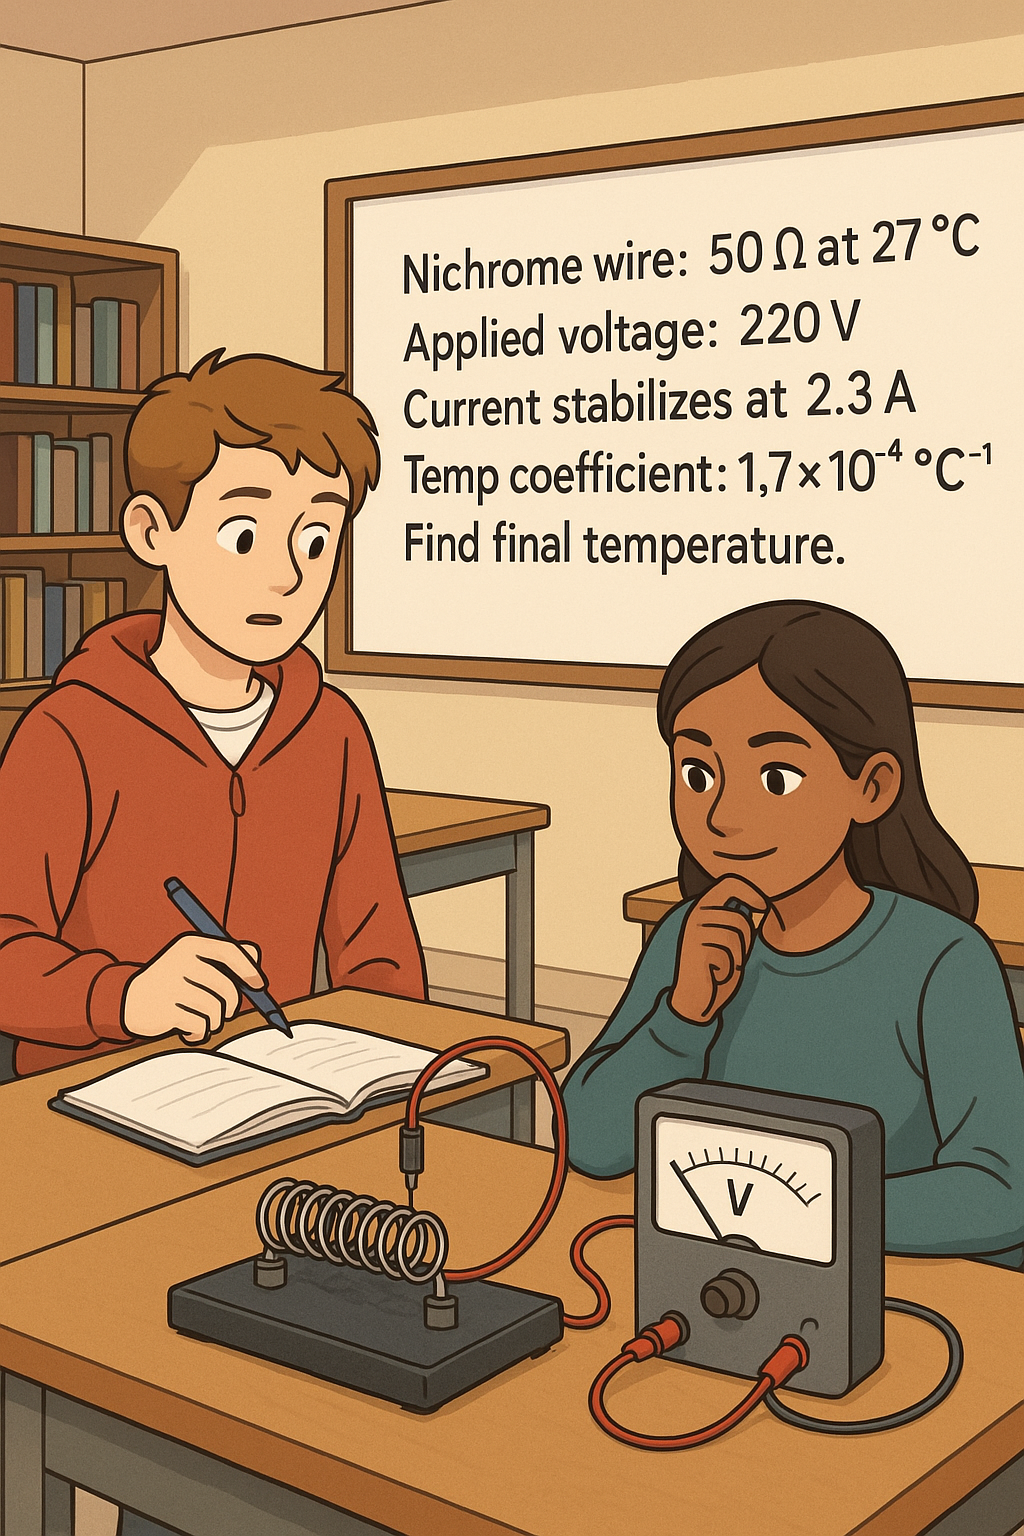 Nichrome wire: 50 Ω at 27 °C
Applied voltage: 220 V
Current stabilizes at 2.3 A
Temp coefficient: 1,7×10⁻⁴ °C⁻¹
Find final temperature.
V